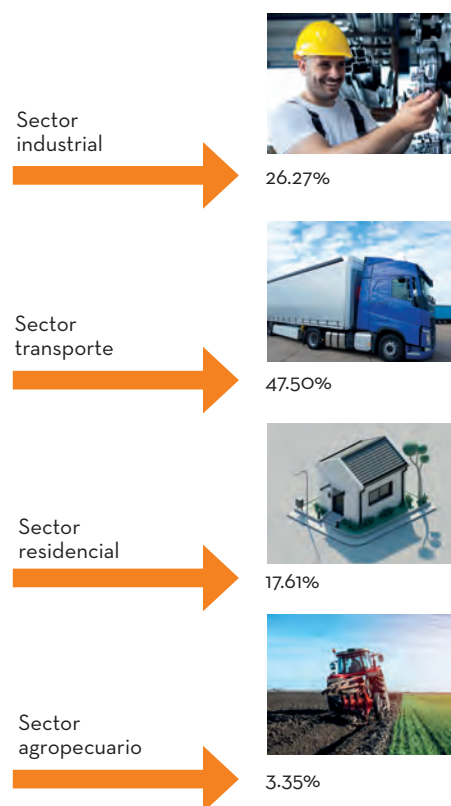 Sector
industrial
26.27%
Sector
transporte
47.50%
Sector
residencial
17.61%
Sector
agropecuario
3.35%